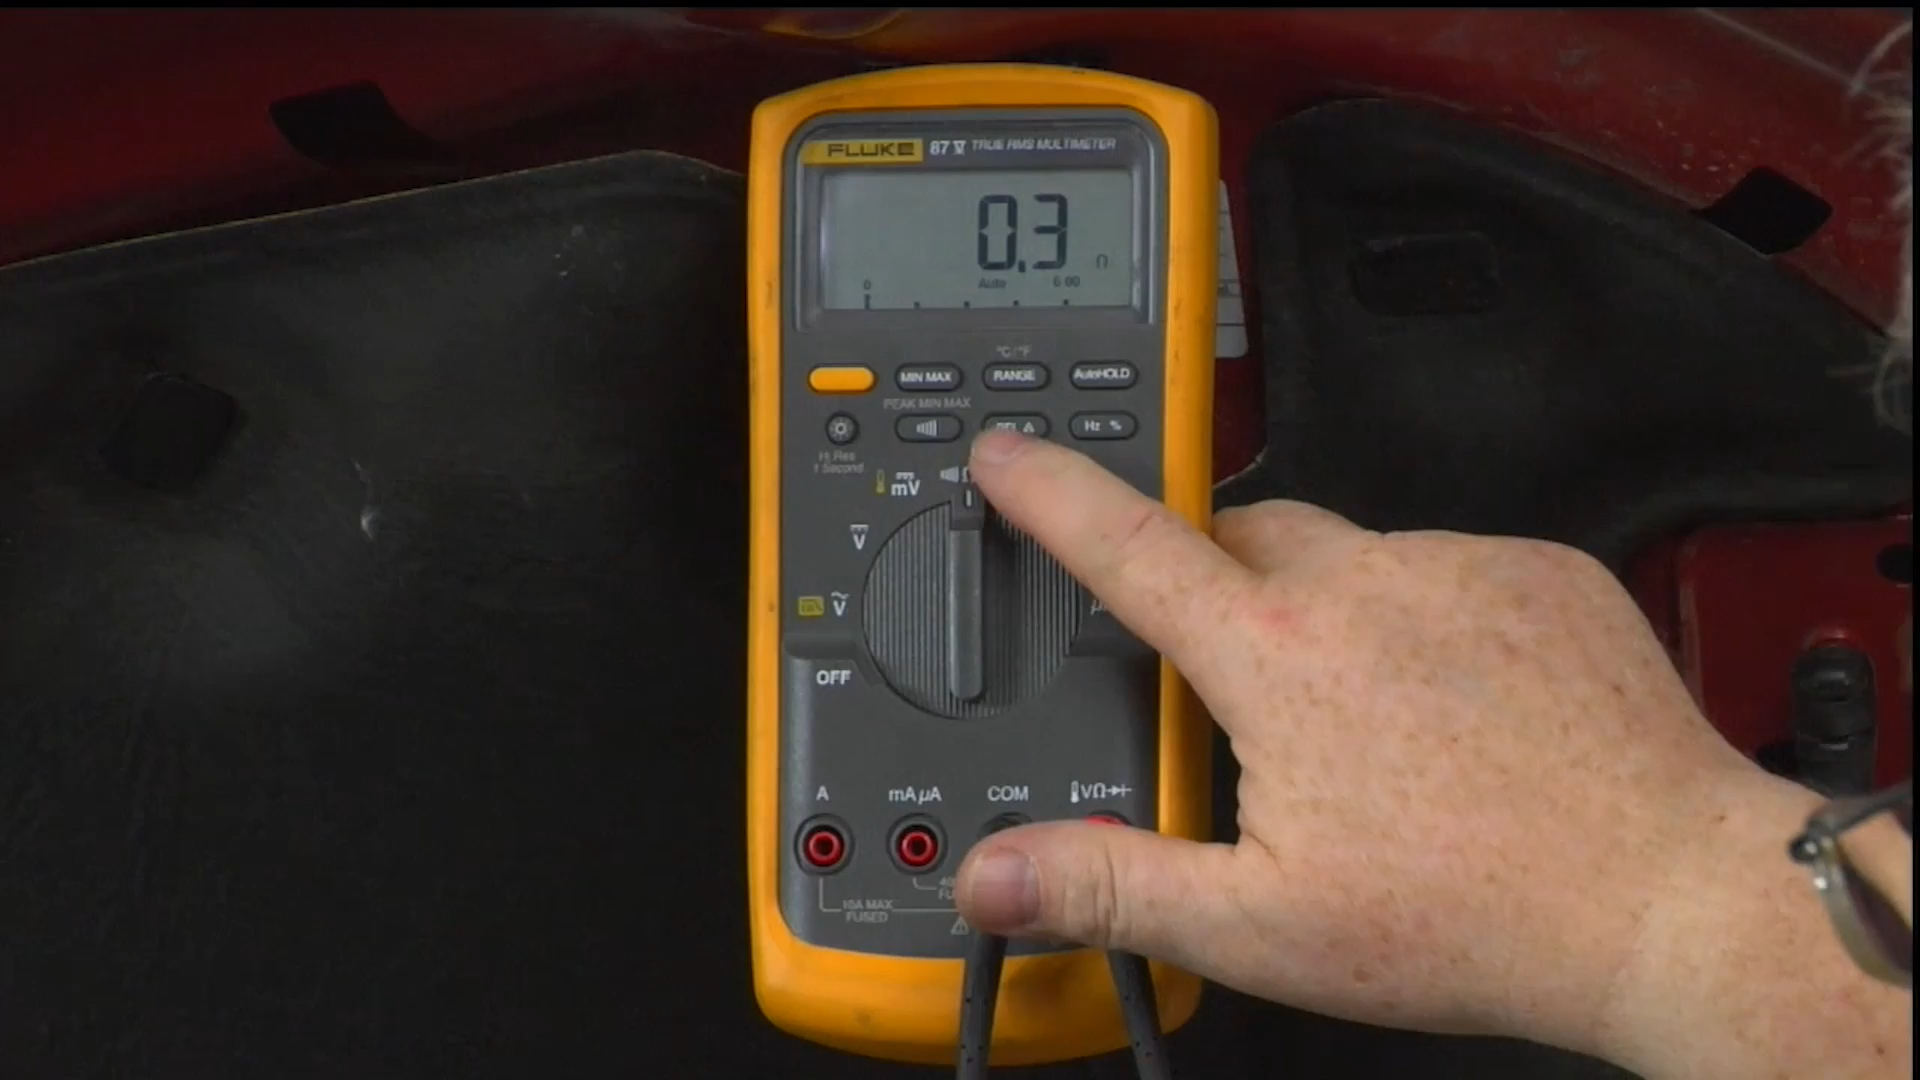 FLUKE 87 V TRUE RMS MULTIMETER
0.3 Ω
0 Auto 6 00
°C/°F
MIN MAX RANGE AutoHOLD
PEAK MIN MAX
Hz %
Hi Res
1 Second
mV
Ω
V
V
OFF
A mA µA COM VΩ
10A MAX
FUSED